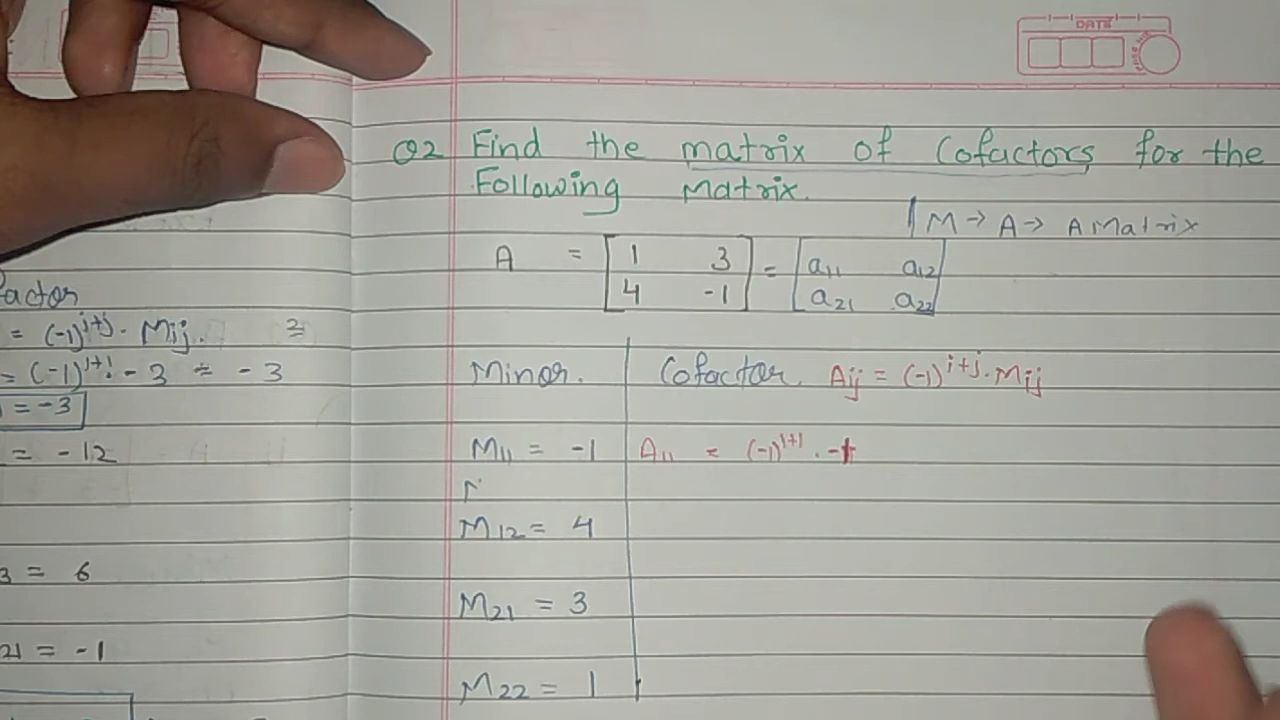 DATE
Q2 Find the matrix of Cofactors for the
Following Matrix.
M → A → A Matrix
A = [1 3 4 -1] = [a11 a12 a21 a22]
Minor. Cofactor. Aij = (-1)^i+j . Mij
M11 = -1 A11 = (-1)^1+1 . -1
M12 = 4
M21 = 3
M22 = 1
actor
= (-1)^i+j . Mij.
= (-1)^1+1 . -3 = -3
= -3
= -12
3 = 6
21 = -1